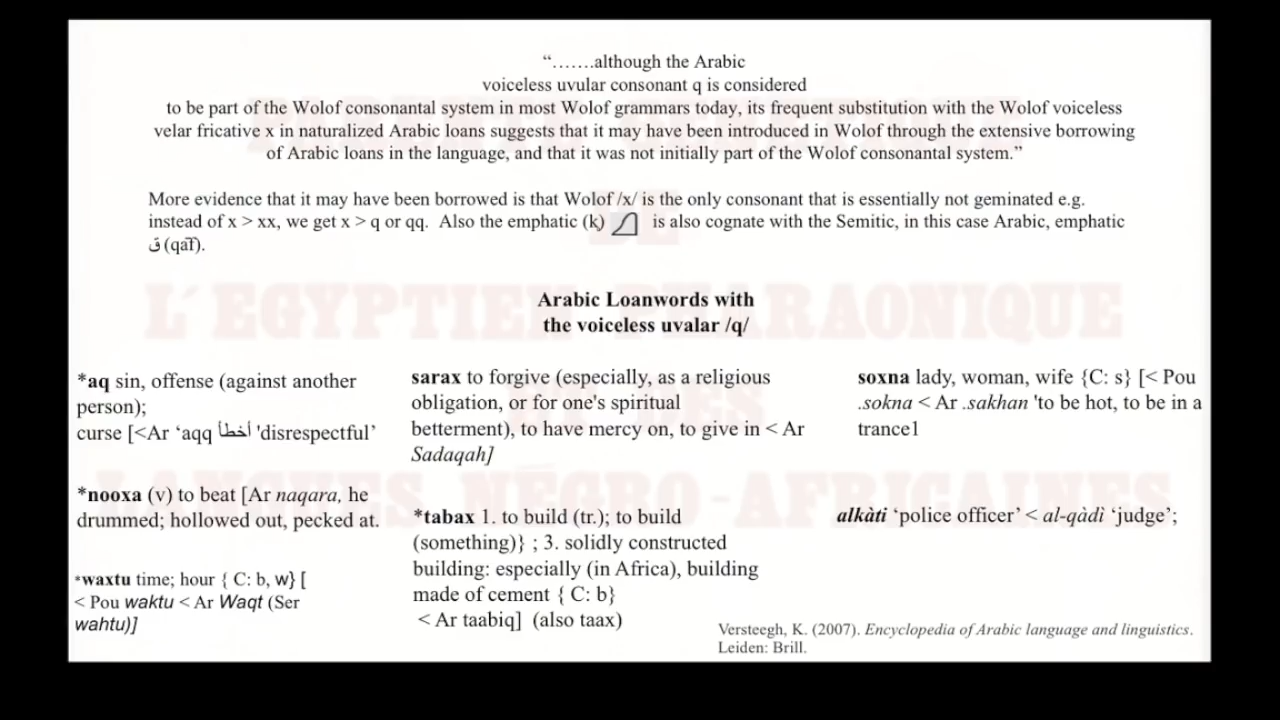 “…….although the Arabic
voiceless uvular consonant q is considered
to be part of the Wolof consonantal system in most Wolof grammars today, its frequent substitution with the Wolof voiceless
velar fricative x in naturalized Arabic loans suggests that it may have been introduced in Wolof through the extensive borrowing
of Arabic loans in the language, and that it was not initially part of the Wolof consonantal system.”
More evidence that it may have been borrowed is that Wolof /x/ is the only consonant that is essentially not geminated e.g.
instead of x > xx, we get x > q or qq. Also the emphatic (k) is also cognate with the Semitic, in this case Arabic, emphatic
ق (qāf).
Arabic Loanwords with
the voiceless uvalar /q/
*aq sin, offense (against another
person);
curse [<Ar ‘aqq أخطأ 'disrespectful’
*nooxa (v) to beat [Ar naqara, he
drummed; hollowed out, pecked at.
*waxtu time; hour { C: b, w} [
< Pou waktu < Ar Waqt (Ser
wahtu)]
sarax to forgive (especially, as a religious
obligation, or for one's spiritual
betterment), to have mercy on, to give in < Ar
Sadaqah]
*tabax 1. to build (tr.); to build
(something)} ; 3. solidly constructed
building: especially (in Africa), building
made of cement { C: b}
< Ar taabiq] (also taax)
soxna lady, woman, wife {C: s} [< Pou
.sokna < Ar .sakhan 'to be hot, to be in a
trance1
alkàti ‘police officer’ < al-qàdì ‘judge’;
Versteegh, K. (2007). Encyclopedia of Arabic language and linguistics.
Leiden: Brill.
DE
L´EGYPTIEN PHARAONIQUE
LANGUES NÉGRO-AFRICAINES